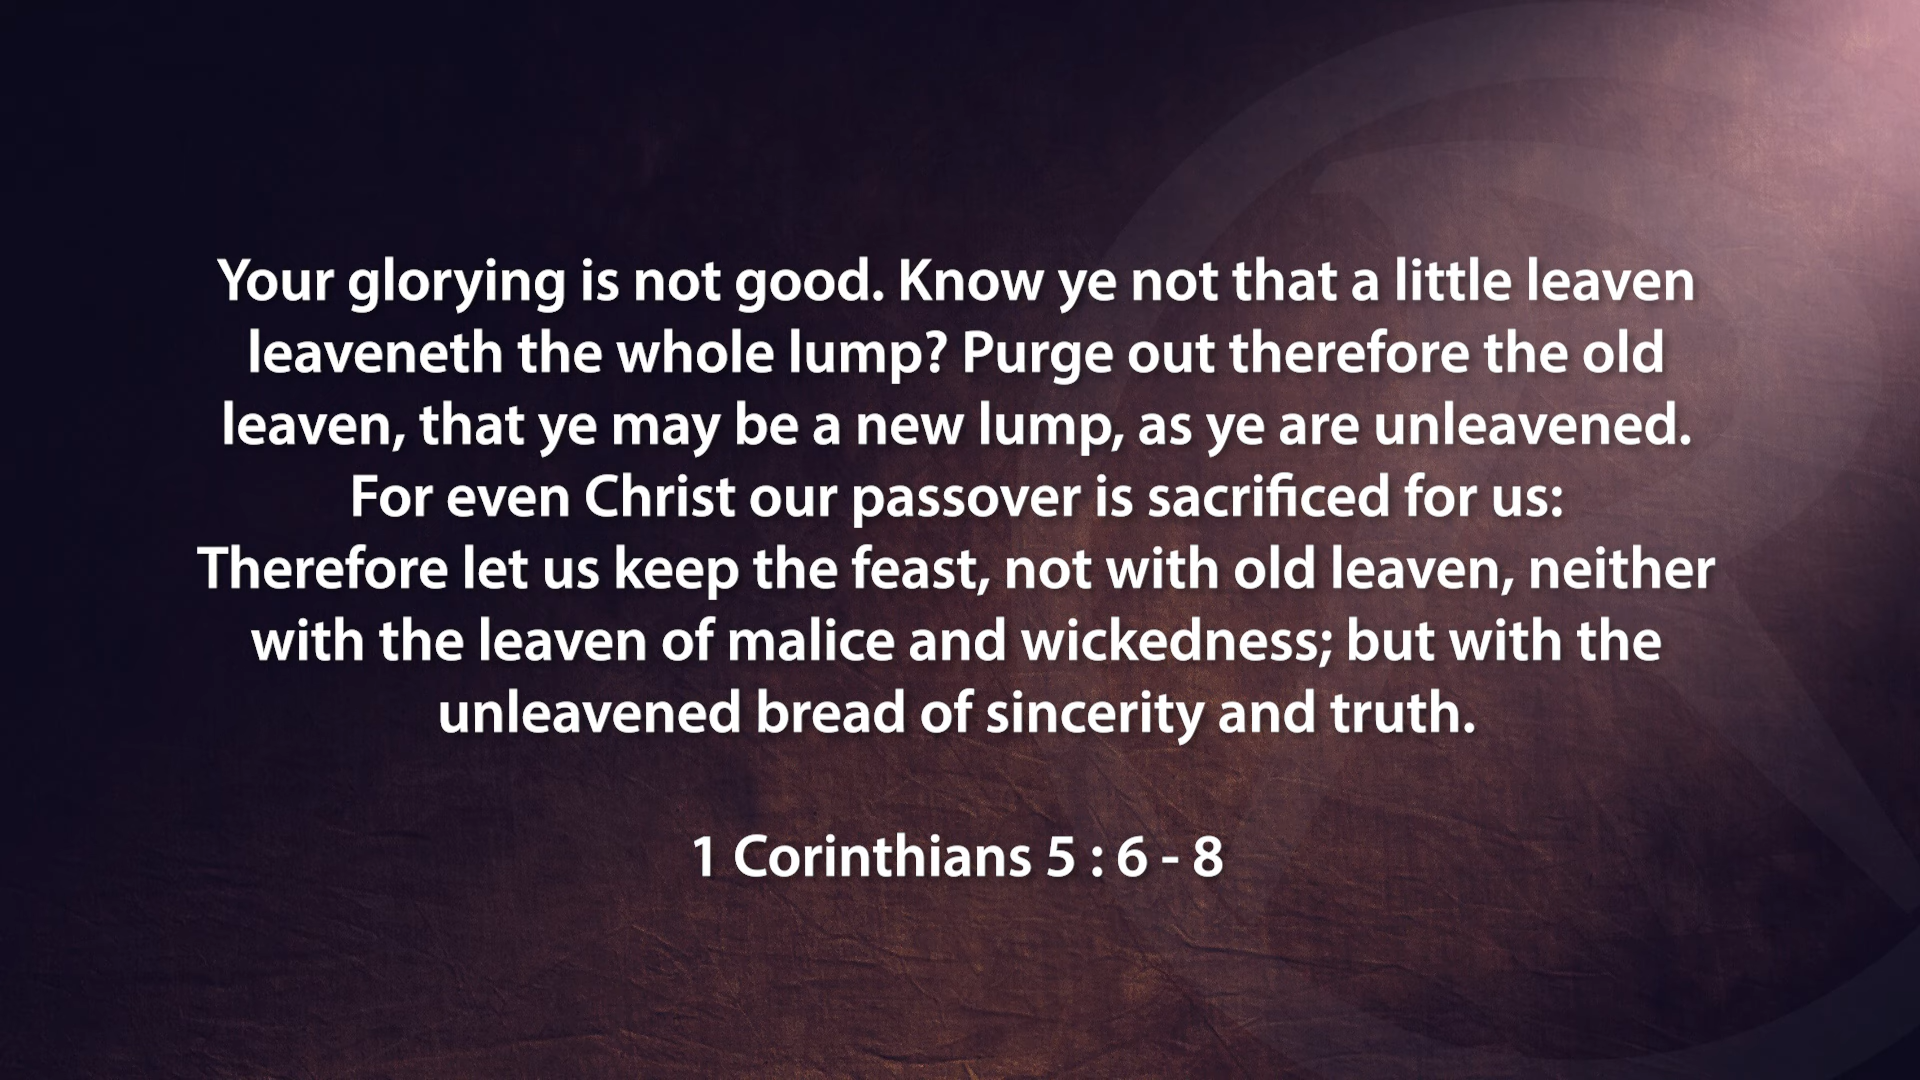 Your glorying is not good. Know ye not that a little leaven
leaveneth the whole lump? Purge out therefore the old
leaven, that ye may be a new lump, as ye are unleavened.
For even Christ our passover is sacrificed for us:
Therefore let us keep the feast, not with old leaven, neither
with the leaven of malice and wickedness; but with the
unleavened bread of sincerity and truth.
1 Corinthians 5 : 6 - 8